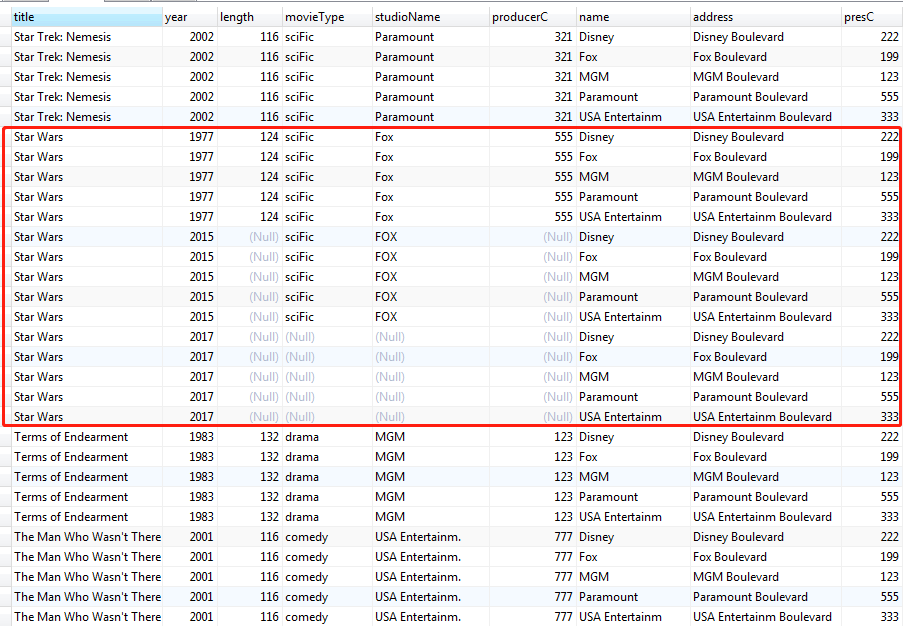 title year length movieType studioName producerC name address presC
Star Trek: Nemesis 2002 116 sciFic Paramount 321 Disney Disney Boulevard 222
Star Trek: Nemesis 2002 116 sciFic Paramount 321 Fox Fox Boulevard 199
Star Trek: Nemesis 2002 116 sciFic Paramount 321 MGM MGM Boulevard 123
Star Trek: Nemesis 2002 116 sciFic Paramount 321 Paramount Paramount Boulevard 555
Star Trek: Nemesis 2002 116 sciFic Paramount 321 USA Entertainm USA Entertainm Boulevard 333
Star Wars 1977 124 sciFic Fox 555 Disney Disney Boulevard 222
Star Wars 1977 124 sciFic Fox 555 Fox Fox Boulevard 199
Star Wars 1977 124 sciFic Fox 555 MGM MGM Boulevard 123
Star Wars 1977 124 sciFic Fox 555 Paramount Paramount Boulevard 555
Star Wars 1977 124 sciFic Fox 555 USA Entertainm USA Entertainm Boulevard 333
Star Wars 2015 (Null) sciFic FOX (Null) Disney Disney Boulevard 222
Star Wars 2015 (Null) sciFic FOX (Null) Fox Fox Boulevard 199
Star Wars 2015 (Null) sciFic FOX (Null) MGM MGM Boulevard 123
Star Wars 2015 (Null) sciFic FOX (Null) Paramount Paramount Boulevard 555
Star Wars 2015 (Null) sciFic FOX (Null) USA Entertainm USA Entertainm Boulevard 333
Star Wars 2017 (Null) (Null) (Null) (Null) Disney Disney Boulevard 222
Star Wars 2017 (Null) (Null) (Null) (Null) Fox Fox Boulevard 199
Star Wars 2017 (Null) (Null) (Null) (Null) MGM MGM Boulevard 123
Star Wars 2017 (Null) (Null) (Null) (Null) Paramount Paramount Boulevard 555
Star Wars 2017 (Null) (Null) (Null) (Null) USA Entertainm USA Entertainm Boulevard 333
Terms of Endearment 1983 132 drama MGM 123 Disney Disney Boulevard 222
Terms of Endearment 1983 132 drama MGM 123 Fox Fox Boulevard 199
Terms of Endearment 1983 132 drama MGM 123 MGM MGM Boulevard 123
Terms of Endearment 1983 132 drama MGM 123 Paramount Paramount Boulevard 555
Terms of Endearment 1983 132 drama MGM 123 USA Entertainm USA Entertainm Boulevard 333
The Man Who Wasn't There 2001 116 comedy USA Entertainm. 777 Disney Disney Boulevard 222
The Man Who Wasn't There 2001 116 comedy USA Entertainm. 777 Fox Fox Boulevard 199
The Man Who Wasn't There 2001 116 comedy USA Entertainm. 777 MGM MGM Boulevard 123
The Man Who Wasn't There 2001 116 comedy USA Entertainm. 777 Paramount Paramount Boulevard 555
The Man Who Wasn't There 2001 116 comedy USA Entertainm. 777 USA Entertainm USA Entertainm Boulevard 333